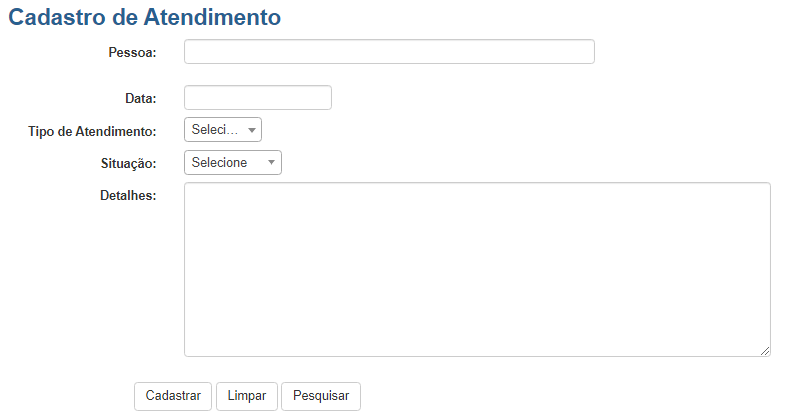 Cadastro de Atendimento
Pessoa:
Data:
Tipo de Atendimento: Seleci...
Situação: Selecione
Detalhes:
Cadastrar Limpar Pesquisar